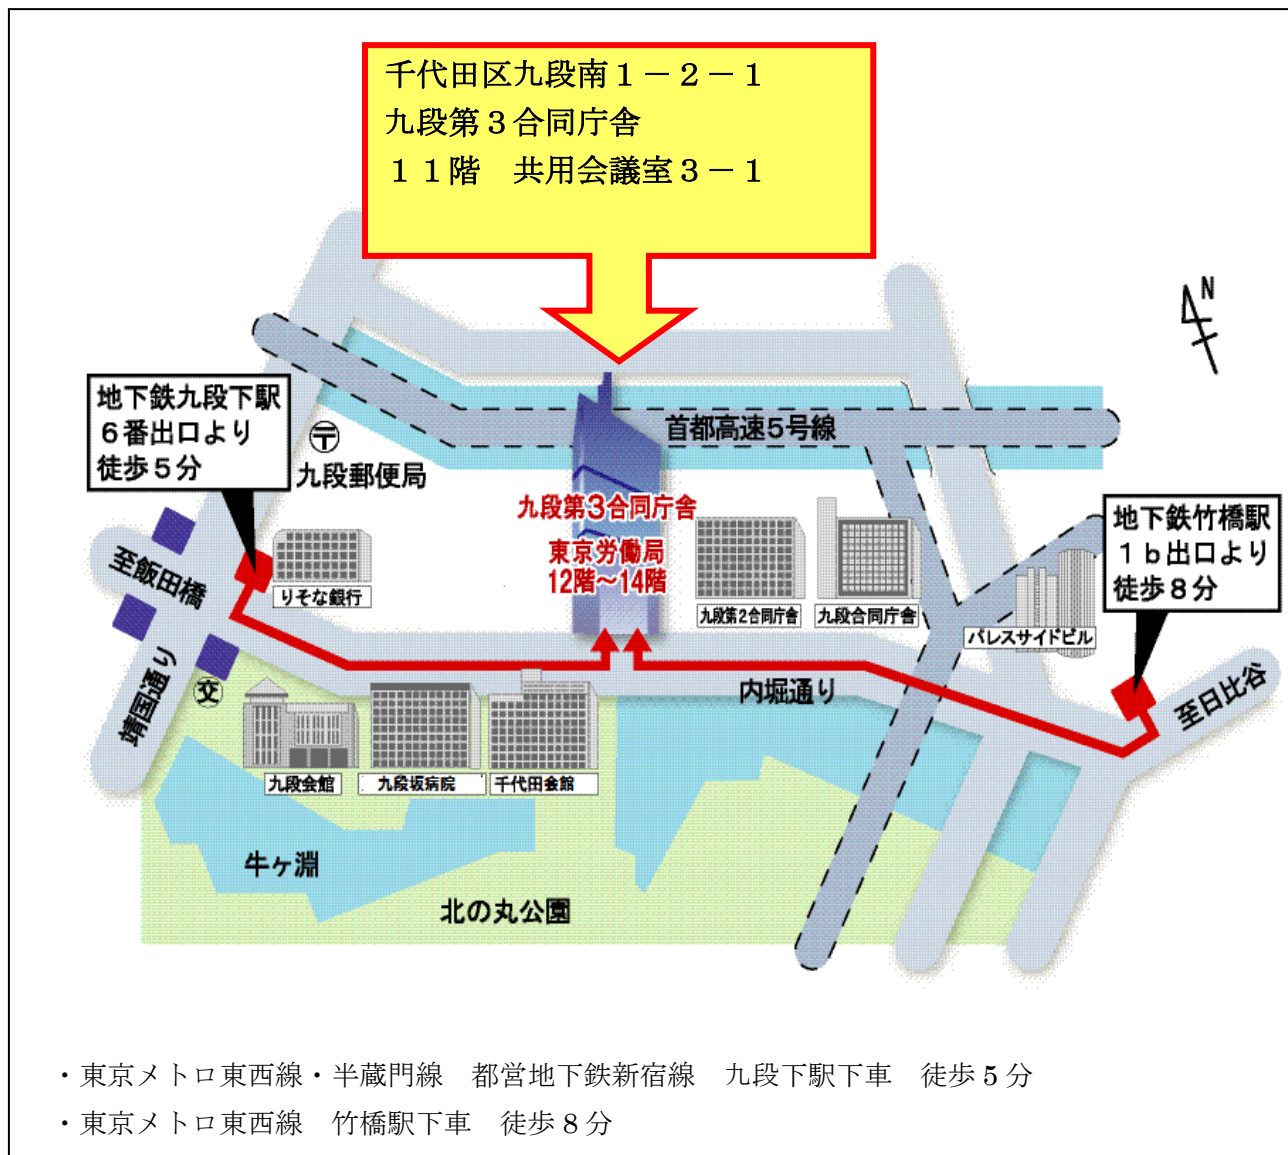 千代田区九段南１－２－１
九段第３合同庁舎
１１階　共用会議室３－１
N
地下鉄九段下駅
６番出口より
徒歩５分
〒
九段郵便局
首都高速5号線
九段第3合同庁舎
東京労働局
12階～14階
地下鉄竹橋駅
１ｂ出口より
徒歩８分
至飯田橋
りそな銀行
九段第2合同庁舎
九段合同庁舎
パレスサイドビル
靖国通り
交
内堀通り
至日比谷
九段会館
九段坂病院
千代田会館
牛ヶ淵
北の丸公園
・東京メトロ東西線・半蔵門線　都営地下鉄新宿線　九段下駅下車　徒歩 5 分
・東京メトロ東西線　竹橋駅下車　徒歩 8 分